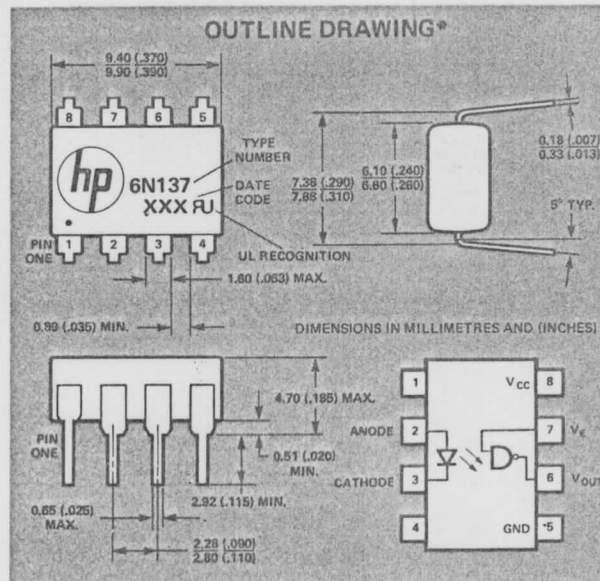 OUTLINE DRAWING*
9.40 (.370)
9.90 (.390)
8 7 6 5
hp
6N137
XXX RU
TYPE
NUMBER
DATE
CODE
UL RECOGNITION
PIN
ONE
1 2 3 4
1.60 (.063) MAX.
0.89 (.035) MIN.
7.36 (.290)
7.88 (.310)
6.10 (.240)
6.60 (.260)
0.18 (.007)
0.33 (.013)
5° TYP.
DIMENSIONS IN MILLIMETRES AND (INCHES)
PIN
ONE
4.70 (.185) MAX.
0.51 (.020)
MIN.
2.92 (.115) MIN.
0.65 (.025)
MAX.
2.28 (.090)
2.80 (.110)
1 VCC 8
ANODE 2 7 VE
CATHODE 3 6 VOUT
4 GND 5